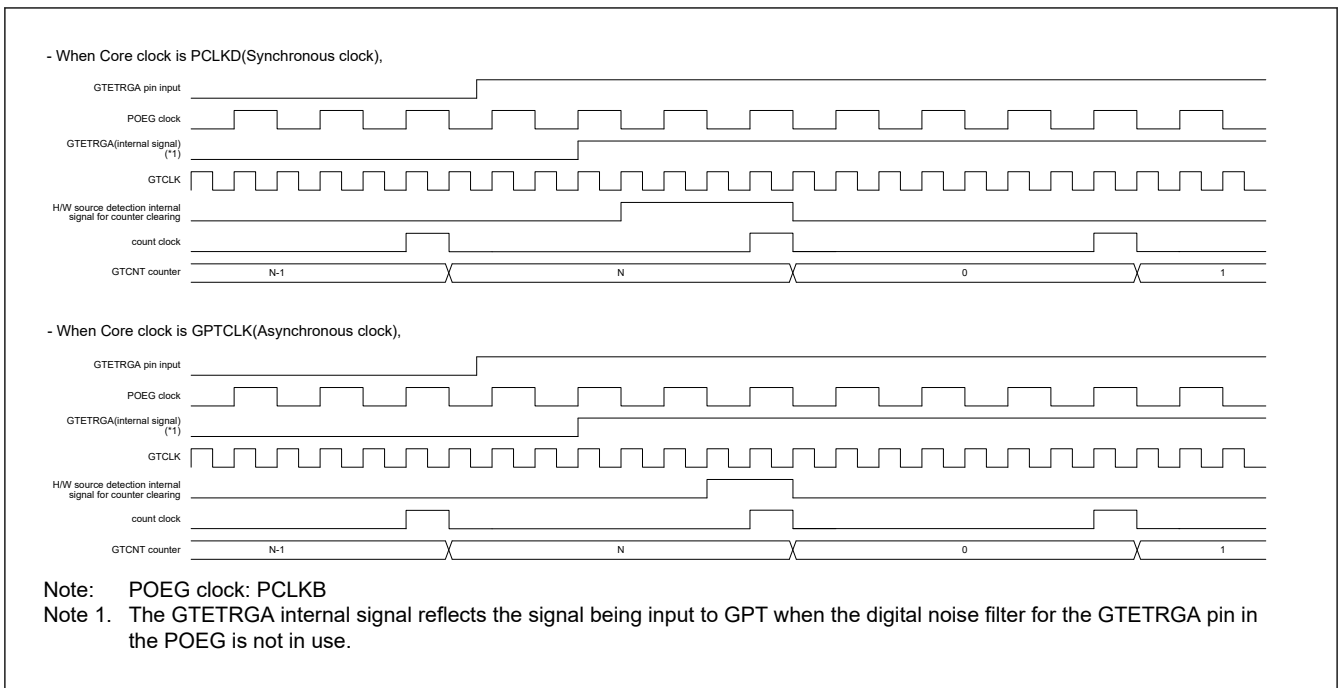 - When Core clock is PCLKD(Synchronous clock),
GTETRGA pin input
POEG clock
GTETRGA(internal signal)
(*1)
GTCLK
H/W source detection internal
signal for counter clearing
count clock
GTCNT counter N-1 N 0 1
- When Core clock is GPTCLK(Asynchronous clock),
GTETRGA pin input
POEG clock
GTETRGA(internal signal)
(*1)
GTCLK
H/W source detection internal
signal for counter clearing
count clock
GTCNT counter N-1 N 0 1
Note: POEG clock: PCLKB
Note 1. The GTETRGA internal signal reflects the signal being input to GPT when the digital noise filter for the GTETRGA pin in
the POEG is not in use.